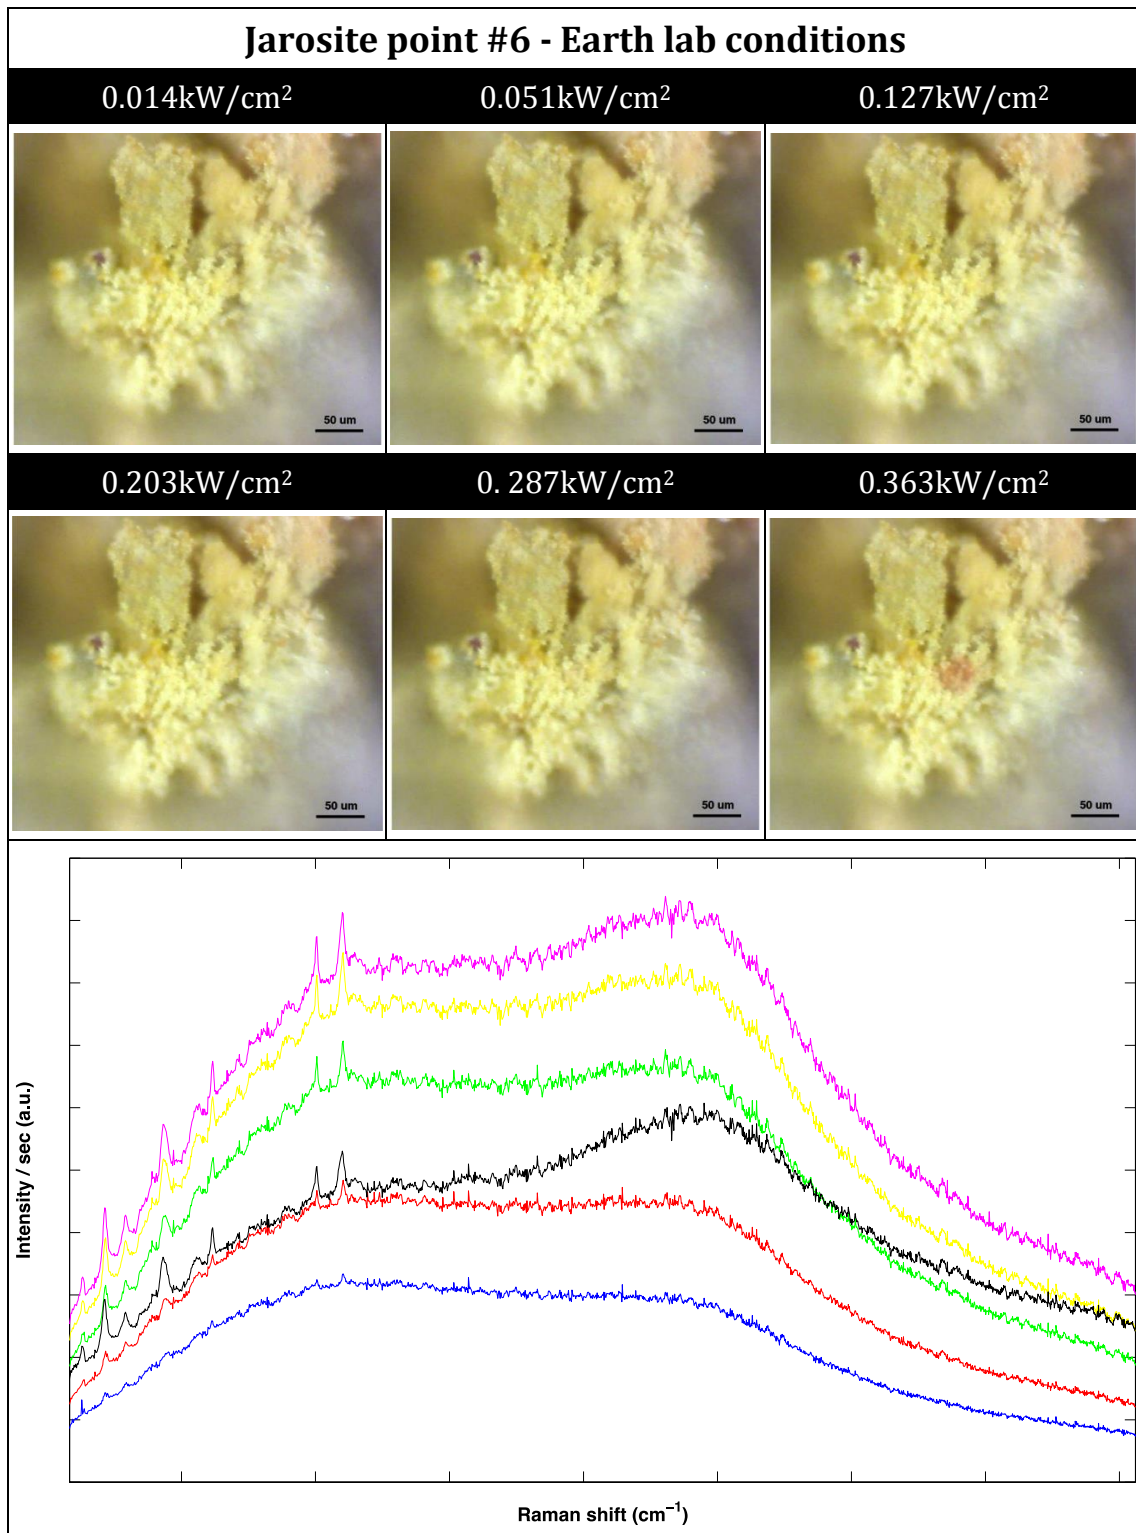 Jarosite point #6 - Earth lab conditions
0.014kW/cm²
0.051kW/cm²
0.127kW/cm²
50 um
50 um
50 um
0.203kW/cm²
0. 287kW/cm²
0.363kW/cm²
50 um
50 um
50 um
Intensity / sec (a.u.)
Raman shift (cm⁻¹)